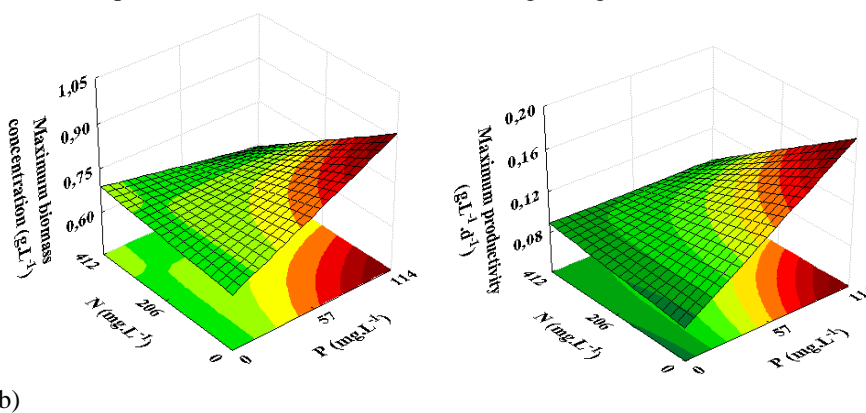 1,05
0,90
0,75
0,60
Maximum biomass
concentration (g.L-1)
412
206
0
N (mg.L-1)
0
57
114
P (mg.L-1)
0,20
0,16
0,12
0,08
Maximum productivity
(g.L-1.d-1)
412
206
0
N (mg.L-1)
0
57
11
P (mg.L-1)
b)